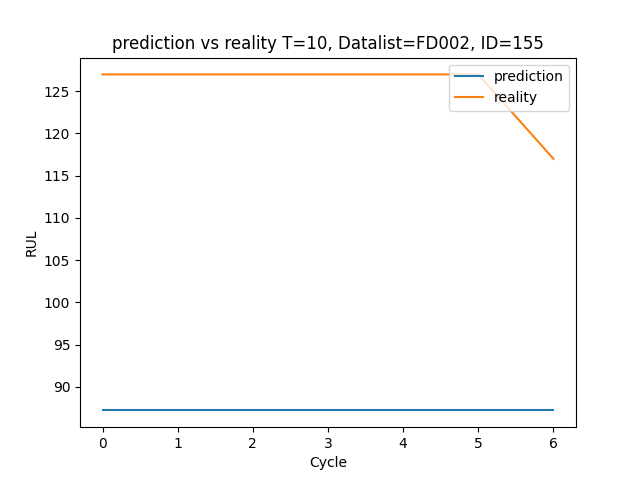 prediction vs reality T=10, Datalist=FD002, ID=155
prediction
reality
125
120
115
110
105
100
95
90
RUL
0 1 2 3 4 5 6
Cycle